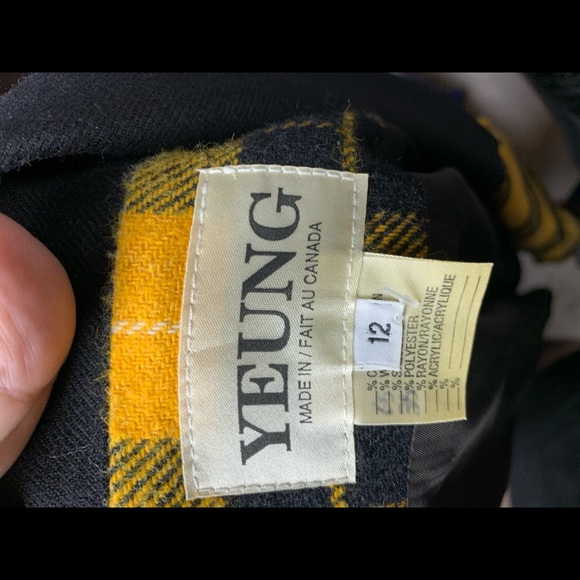 YEUNG
MADE IN / FAIT AU CANADA
12
% C
% W
% S
% POLYESTER
% RAYON/RAYONNE
% ACRYLIC/ACRYLIQUE
%
%